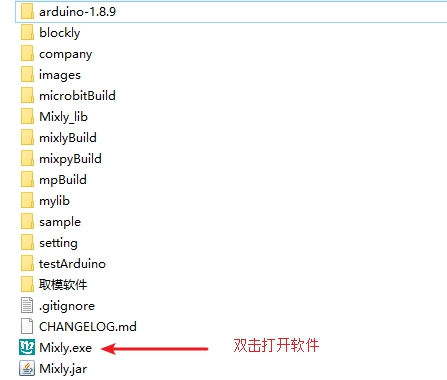 arduino-1.8.9
blockly
company
images
microbitBuild
Mixly_lib
mixlyBuild
mixpyBuild
mpBuild
mylib
sample
setting
testArduino
取模软件
.gitignore
CHANGELOG.md
Mixly.exe 双击打开软件
Mixly.jar